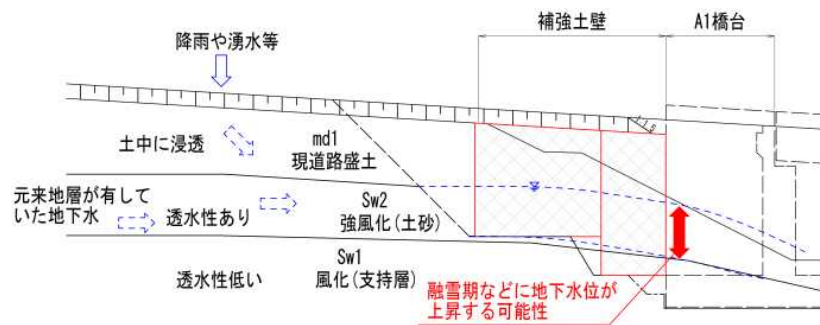 補強土壁
A1橋台
降雨や湧水等
土中に浸透
md1
現道路盛土
元来地層が有して
いた地下水
透水性あり
Sw2
強風化(土砂)
Sw1
風化(支持層)
透水性低い
融雪期などに地下水位が
上昇する可能性